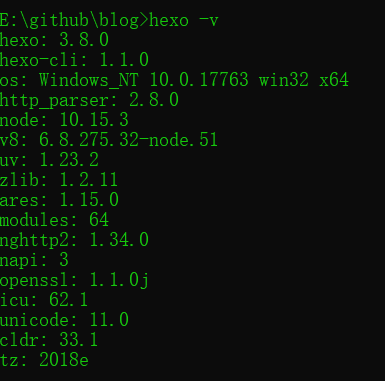 E:\github\blog>hexo -v
hexo: 3.8.0
hexo-cli: 1.1.0
os: Windows_NT 10.0.17763 win32 x64
http_parser: 2.8.0
node: 10.15.3
v8: 6.8.275.32-node.51
uv: 1.23.2
zlib: 1.2.11
ares: 1.15.0
modules: 64
nghttp2: 1.34.0
napi: 3
openssl: 1.1.0j
icu: 62.1
unicode: 11.0
cldr: 33.1
tz: 2018e